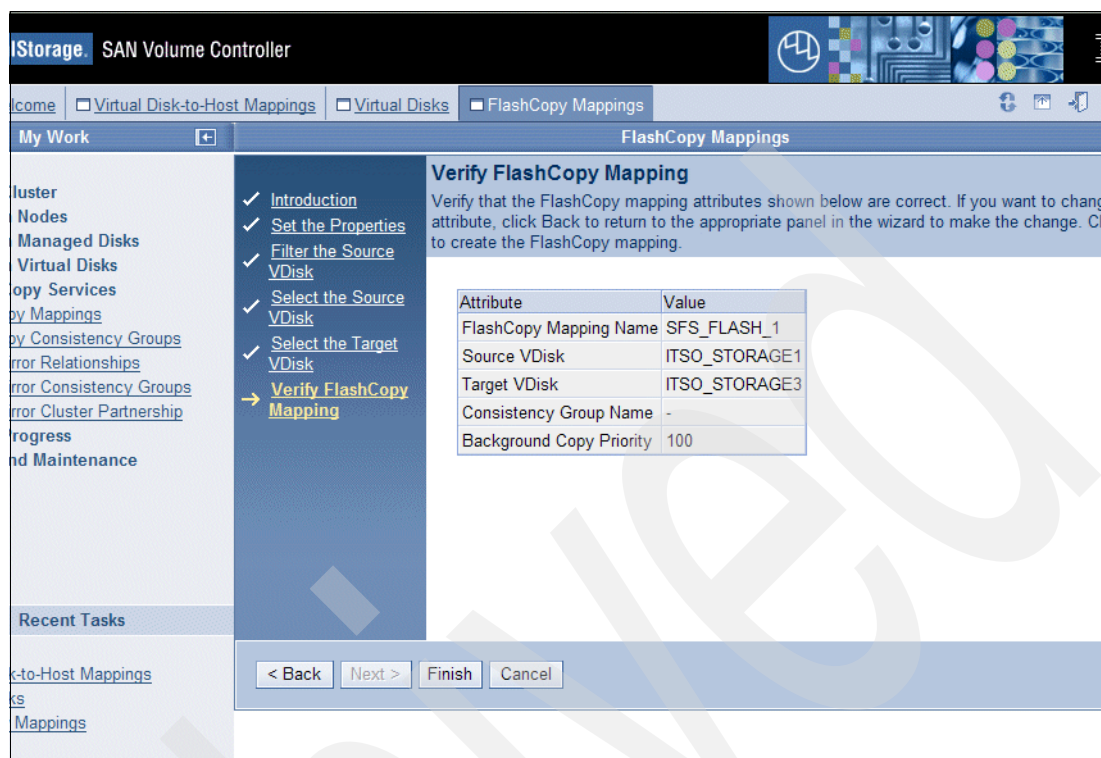 lStorage. SAN Volume Controller
lcome Virtual Disk-to-Host Mappings Virtual Disks FlashCopy Mappings
My Work
FlashCopy Mappings
luster
Nodes
Managed Disks
Virtual Disks
opy Services
py Mappings
py Consistency Groups
rror Relationships
rror Consistency Groups
rror Cluster Partnership
rogress
nd Maintenance
Recent Tasks
k-to-Host Mappings
ks
Mappings
Introduction
Set the Properties
Filter the Source
VDisk
Select the Source
VDisk
Select the Target
VDisk
Verify FlashCopy
Mapping
Verify FlashCopy Mapping
Verify that the FlashCopy mapping attributes shown below are correct. If you want to chang
attribute, click Back to return to the appropriate panel in the wizard to make the change. Cl
to create the FlashCopy mapping.
Attribute Value
FlashCopy Mapping Name SFS_FLASH_1
Source VDisk ITSO_STORAGE1
Target VDisk ITSO_STORAGE3
Consistency Group Name -
Background Copy Priority 100
< Back Next > Finish Cancel